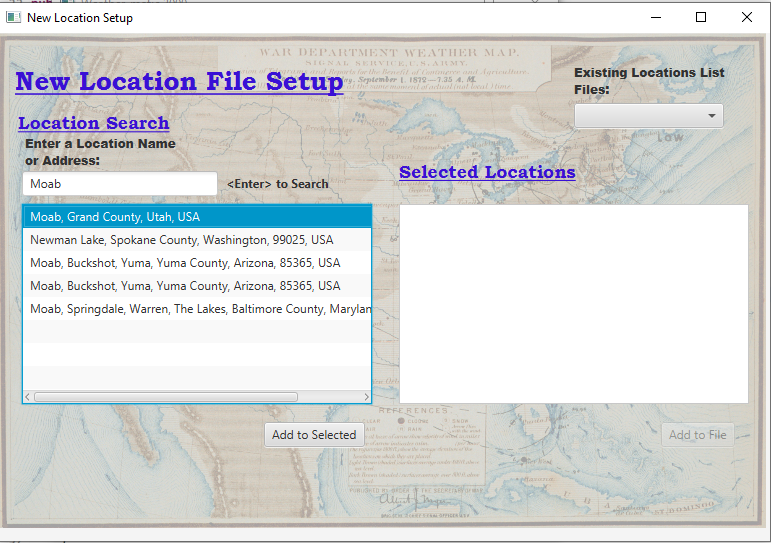 New Location Setup
WAR DEPARTMENT WEATHER MAP.
SIGNAL SERVICE, U.S. ARMY.
September 1, 1872
New Location File Setup
Existing Locations List
Files:
Location Search
Enter a Location Name
or Address:
LOW
Moab
<Enter> to Search
Selected Locations
Moab, Grand County, Utah, USA
Newman Lake, Spokane County, Washington, 99025, USA
Moab, Buckshot, Yuma, Yuma County, Arizona, 85365, USA
Moab, Buckshot, Yuma, Yuma County, Arizona, 85365, USA
Moab, Springdale, Warren, The Lakes, Baltimore County, Marylan
REFERENCES
Add to Selected
Add to File